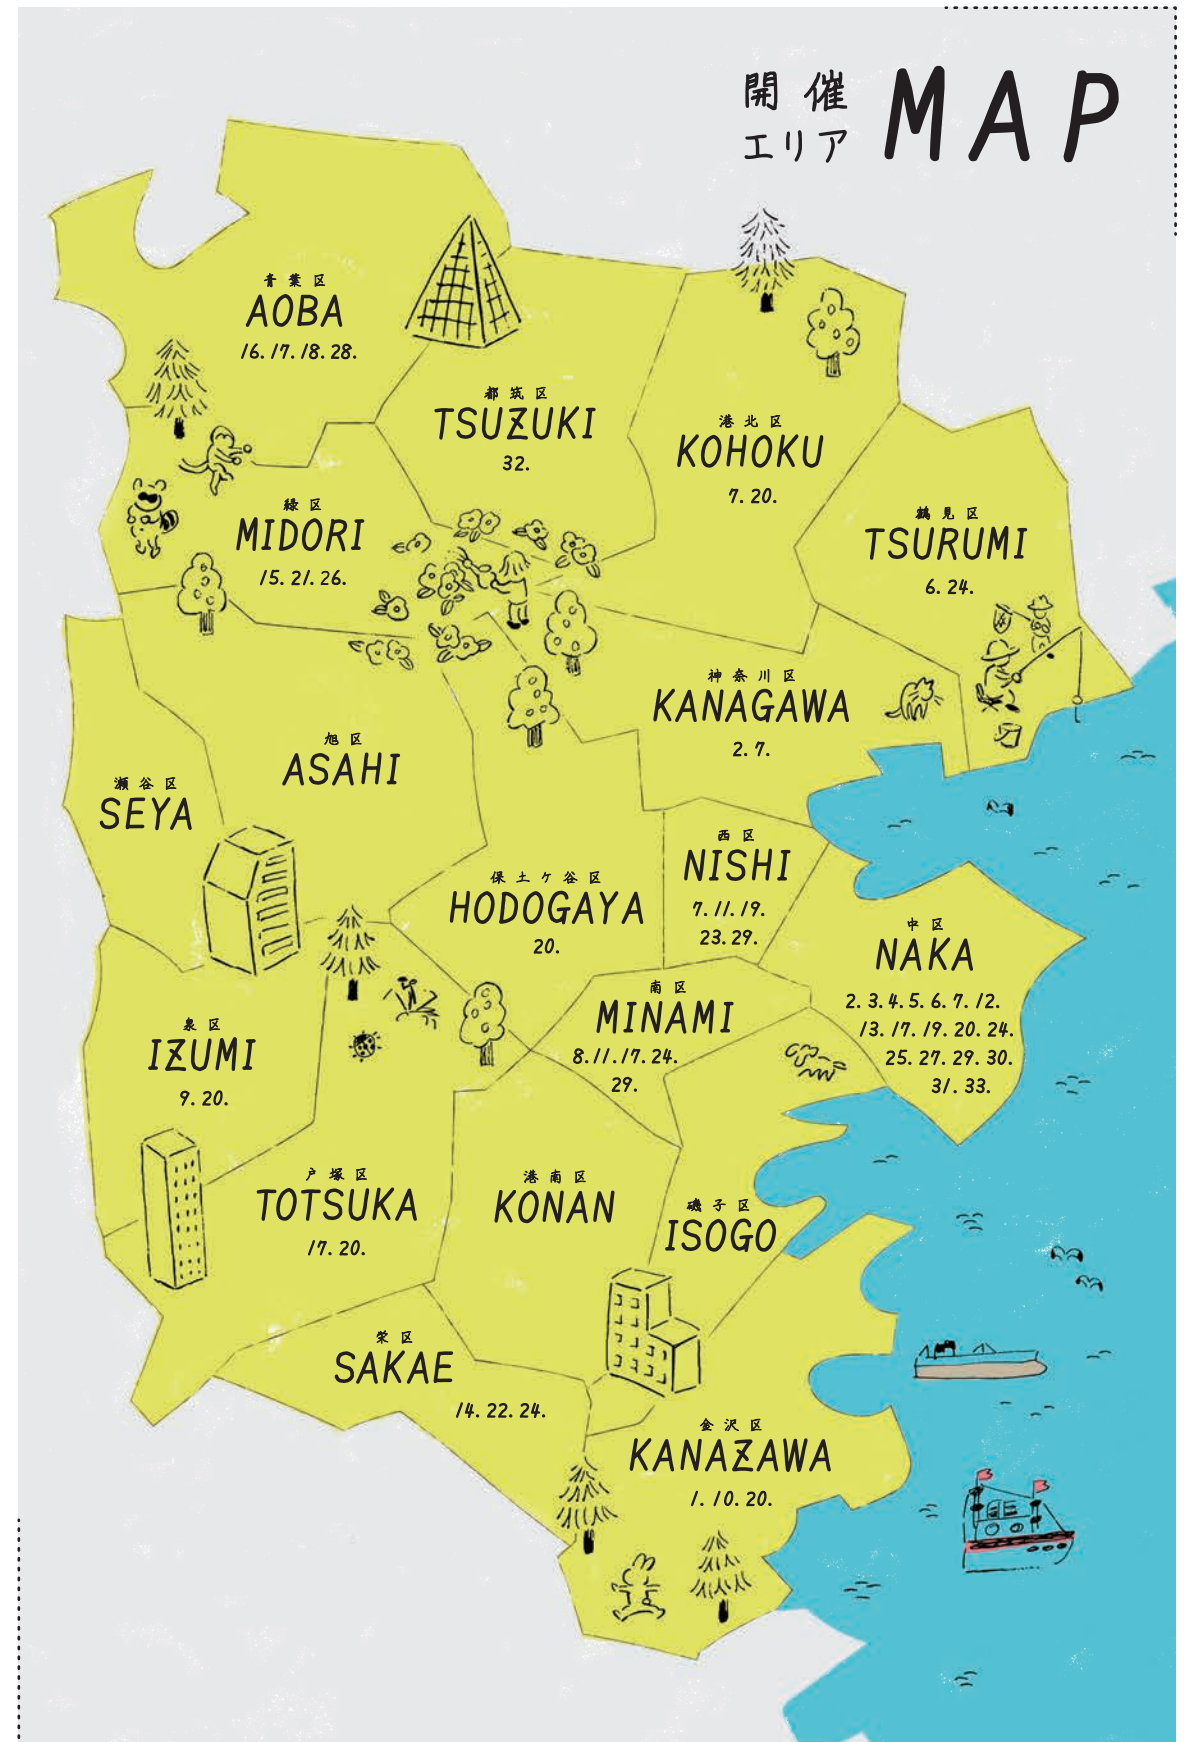 開催
エリア
MAP
青葉区
AOBA
16. 17. 18. 28.
都筑区
TSUZUKI
32.
港北区
KOHOKU
7. 20.
緑区
MIDORI
15. 21. 26.
鶴見区
TSURUMI
6. 24.
神奈川区
KANAGAWA
2. 7.
旭区
ASAHI
瀬谷区
SEYA
西区
NISHI
7. 11. 19.
23. 29.
保土ケ谷区
HODOGAYA
20.
中区
NAKA
2. 3. 4. 5. 6. 7. 12.
13. 17. 19. 20. 24.
25. 27. 29. 30.
31. 33.
南区
MINAMI
8. 11. 17. 24.
29.
泉区
IZUMI
9. 20.
戸塚区
TOTSUKA
17. 20.
港南区
KONAN
磯子区
ISOGO
栄区
SAKAE
14. 22. 24.
金沢区
KANAZAWA
1. 10. 20.